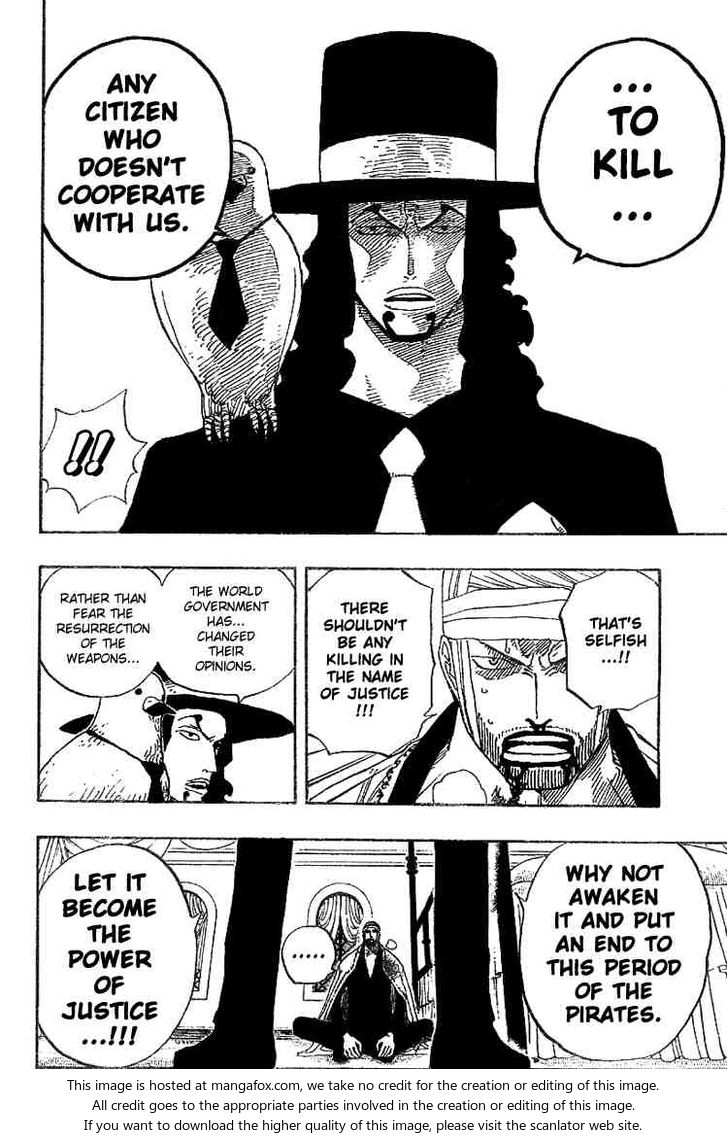 ...
TO
KILL
...
ANY
CITIZEN
WHO
DOESN'T
COOPERATE
WITH US.
!!
THAT'S
SELFISH
...!!
THERE
SHOULDN'T
BE ANY
KILLING IN
THE NAME
OF JUSTICE
!!!
THE WORLD
GOVERNMENT
HAS...
CHANGED
THEIR
OPINIONS.
RATHER THAN
FEAR THE
RESURRECTION
OF THE
WEAPONS...
WHY NOT
AWAKEN
IT AND PUT
AN END TO
THIS PERIOD
OF THE
PIRATES.
.....
LET IT
BECOME
THE
POWER
OF
JUSTICE
...!!!
This image is hosted at mangafox.com, we take no credit for the creation or editing of this image.
All credit goes to the appropriate parties involved in the creation or editing of this image.
If you want to download the higher quality of this image, please visit the scanlator web site.